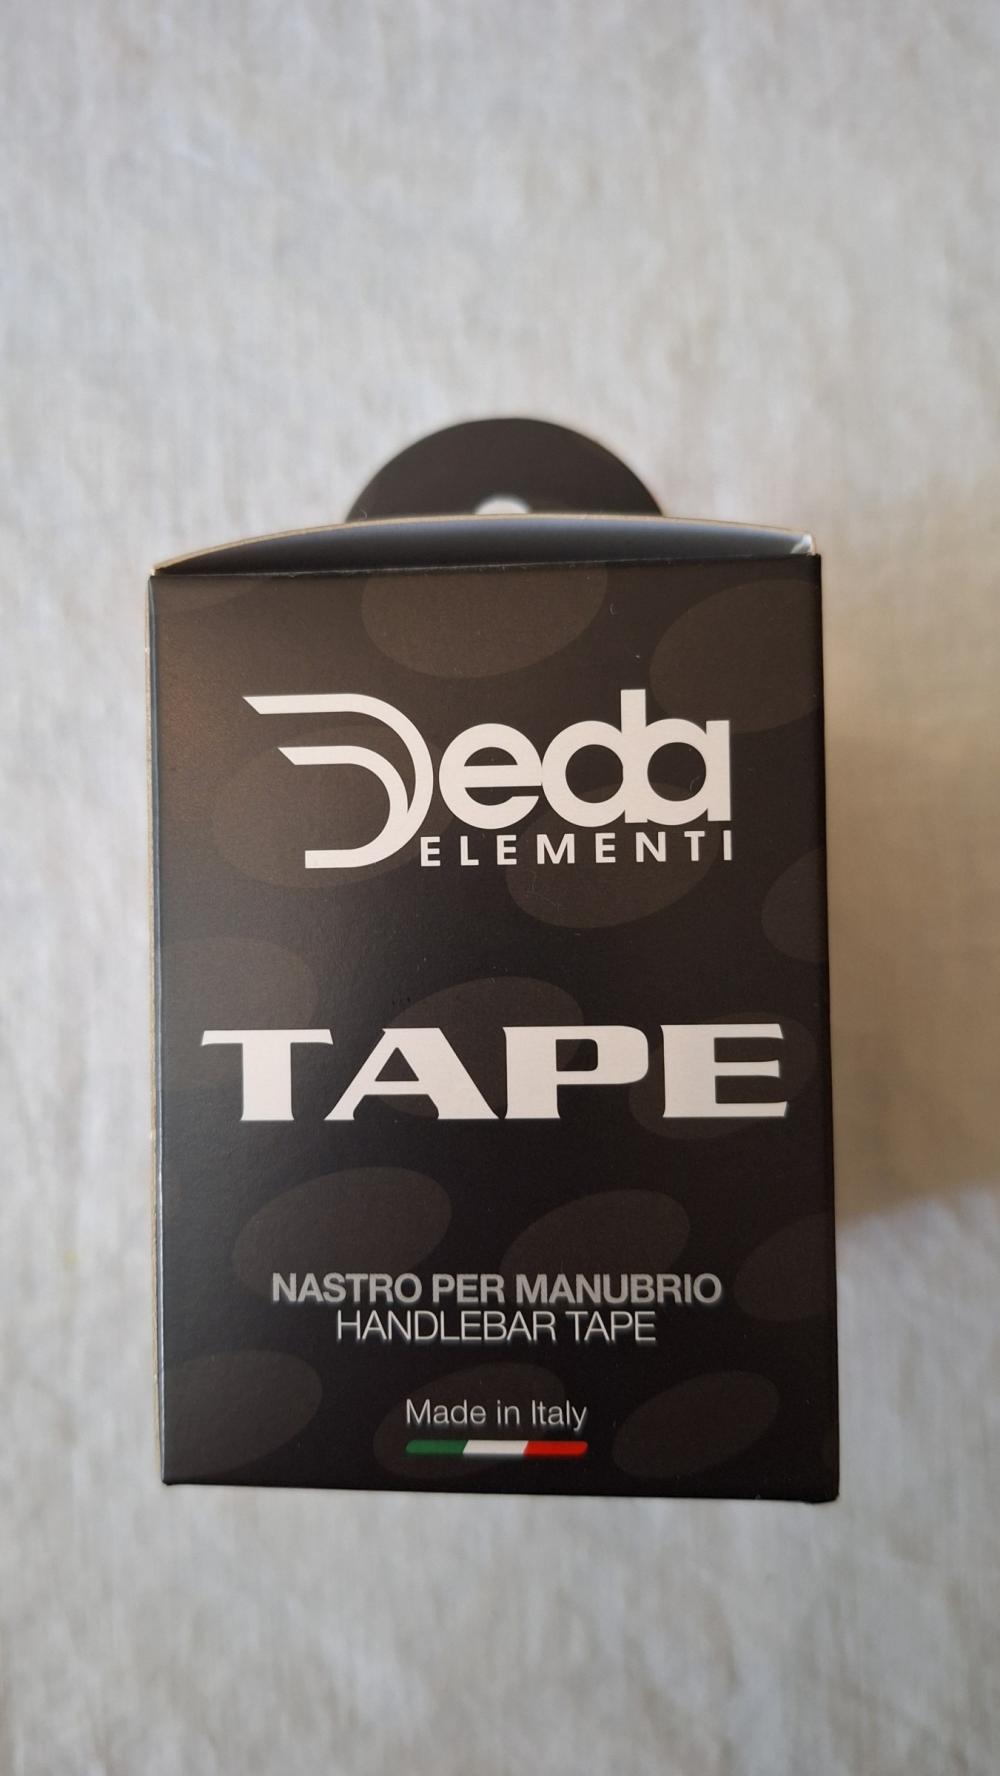 Deda
ELEMENTI
TAPE
NASTRO PER MANUBRIO
HANDLEBAR TAPE
Made in Italy